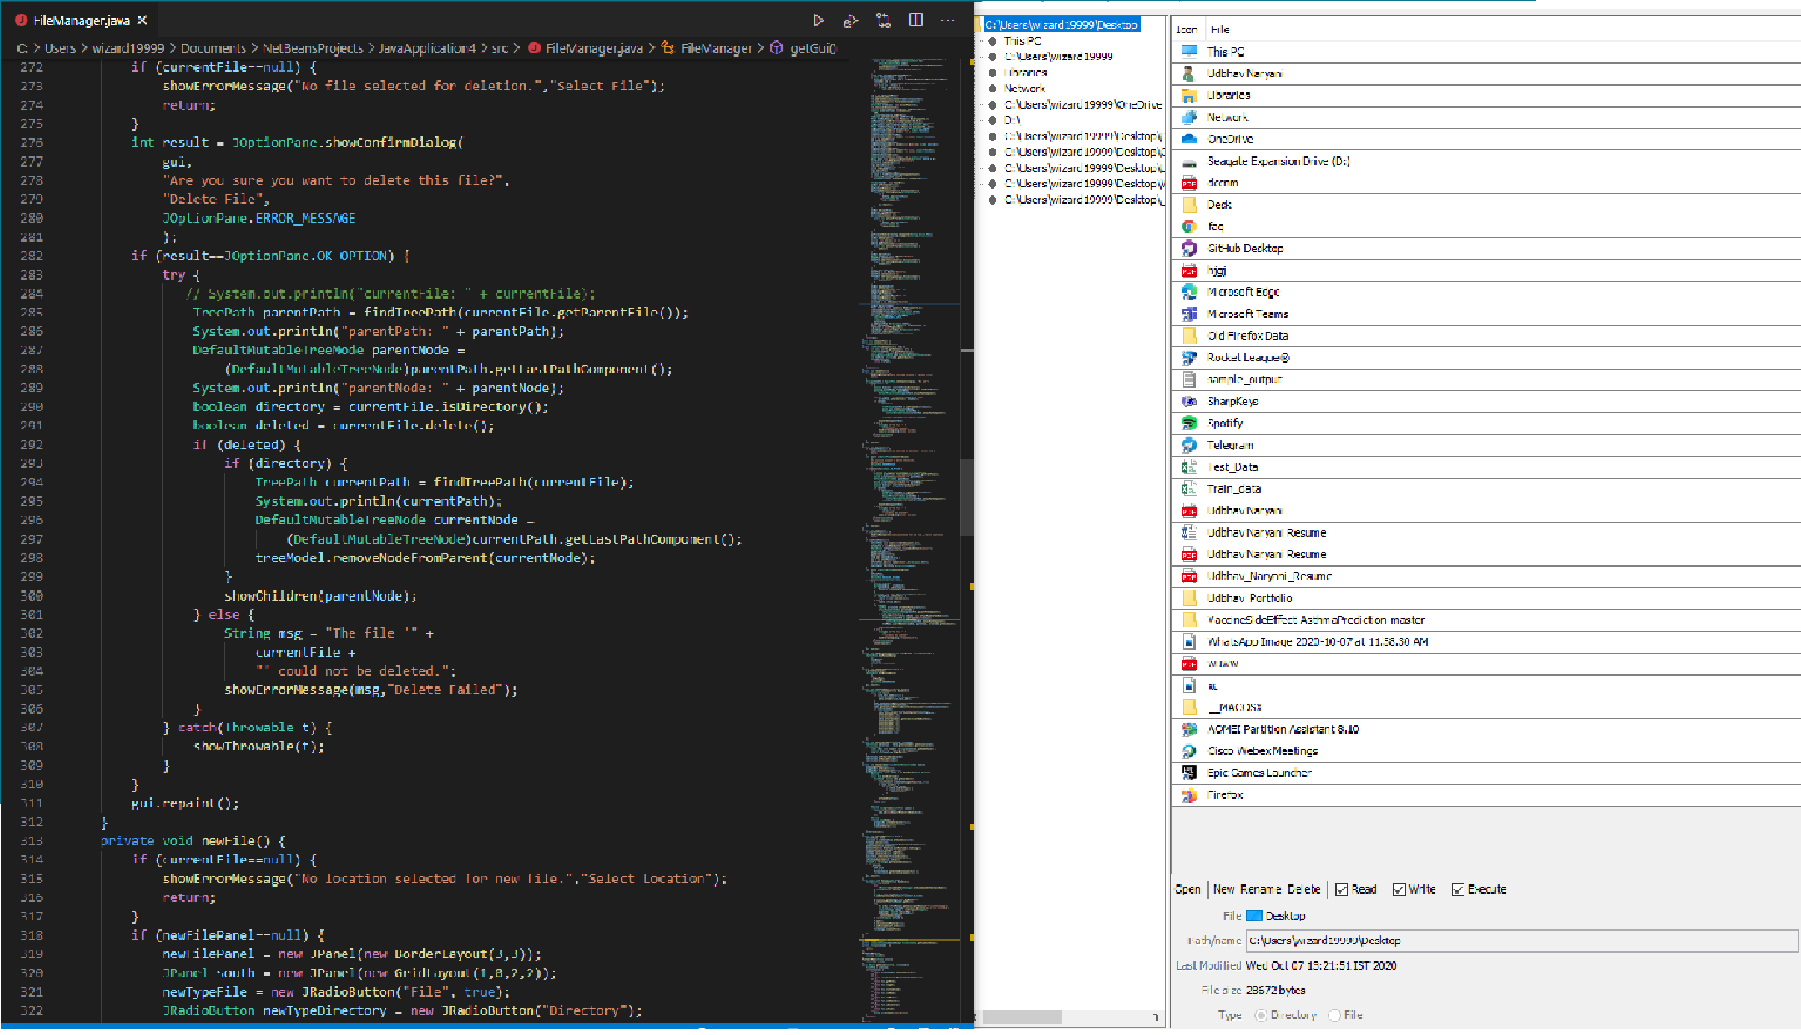 FileManager.java
C: > Users > wizard19999 > Documents > NetBeansProjects > JavaApplication4 > src > FileManager.java > FileManager > getGui()
272 if (currentFile==null) {
273 showErrorMessage("No file selected for deletion.","Select File");
274 return;
275 }
276 int result = JOptionPane.showConfirmDialog(
277 gui,
278 "Are you sure you want to delete this file?",
279 "Delete File",
280 JOptionPane.ERROR_MESSAGE
281 );
282 if (result==JOptionPane.OK_OPTION) {
283 try {
284 // System.out.println("currentFile: " + currentFile);
285 TreePath parentPath = findTreePath(currentFile.getParentFile());
286 System.out.println("parentPath: " + parentPath);
287 DefaultMutableTreeNode parentNode =
288 (DefaultMutableTreeNode)parentPath.getLastPathComponent();
289 System.out.println("parentNode: " + parentNode);
290 boolean directory = currentFile.isDirectory();
291 boolean deleted = currentFile.delete();
292 if (deleted) {
293 if (directory) {
294 TreePath currentPath = findTreePath(currentFile);
295 System.out.println(currentPath);
296 DefaultMutableTreeNode currentNode =
297 (DefaultMutableTreeNode)currentPath.getLastPathComponent();
298 treeModel.removeNodeFromParent(currentNode);
299 }
300 showChildren(parentNode);
301 } else {
302 String msg = "The file '" +
303 currentFile +
304 "' could not be deleted.";
305 showErrorMessage(msg,"Delete Failed");
306 }
307 } catch(Throwable t) {
308 showThrowable(t);
309 }
310 }
311 gui.repaint();
312 }
313 private void newFile() {
314 if (currentFile==null) {
315 showErrorMessage("No location selected for new file.","Select Location");
316 return;
317 }
318 if (newFilePanel==null) {
319 newFilePanel = new JPanel(new BorderLayout(3,3));
320 JPanel south = new JPanel(new GridLayout(1,0,2,2));
321 newTypeFile = new JRadioButton("File", true);
322 JRadioButton newTypeDirectory = new JRadioButton("Directory");
C:\Users\wizard19999\Desktop
This PC
C:\Users\wizard19999
Libraries
Network
C:\Users\wizard19999\OneDrive
D:\
C:\Users\wizard19999\Desktop\
C:\Users\wizard19999\Desktop\
C:\Users\wizard19999\Desktop\
C:\Users\wizard19999\Desktop\
C:\Users\wizard19999\Desktop\
Icon File
This PC
Udbhav Naryani
Libraries
Network
OneDrive
Seagate Expansion Drive (D:)
dccnm
Desk
GitHub Desktop
hjgj
Microsoft Edge
Microsoft Teams
Old Firefox Data
Rocket League®
sample_output
SharpKeys
Spotify
Telegram
Test_Data
Train_data
Udbhav Naryani
Udbhav Naryani Resume
Udbhav Naryani Resume
Udbhav_Naryani_Resume
Udbhav_Portfolio
VaccineSideEffect-AsthmaPrediction-master
WhatsApp Image 2020-10-07 at 11.58.30 AM
__MACOSX
AOMEI Partition Assistant 8.10
Cisco Webex Meetings
Epic Games Launcher
Firefox
Open New Rename Delete Read Write Execute
File Desktop
Path/name C:\Users\wizard19999\Desktop
Last Modified Wed Oct 07 15:21:51 IST 2020
File size 28672 bytes
Type Directory File